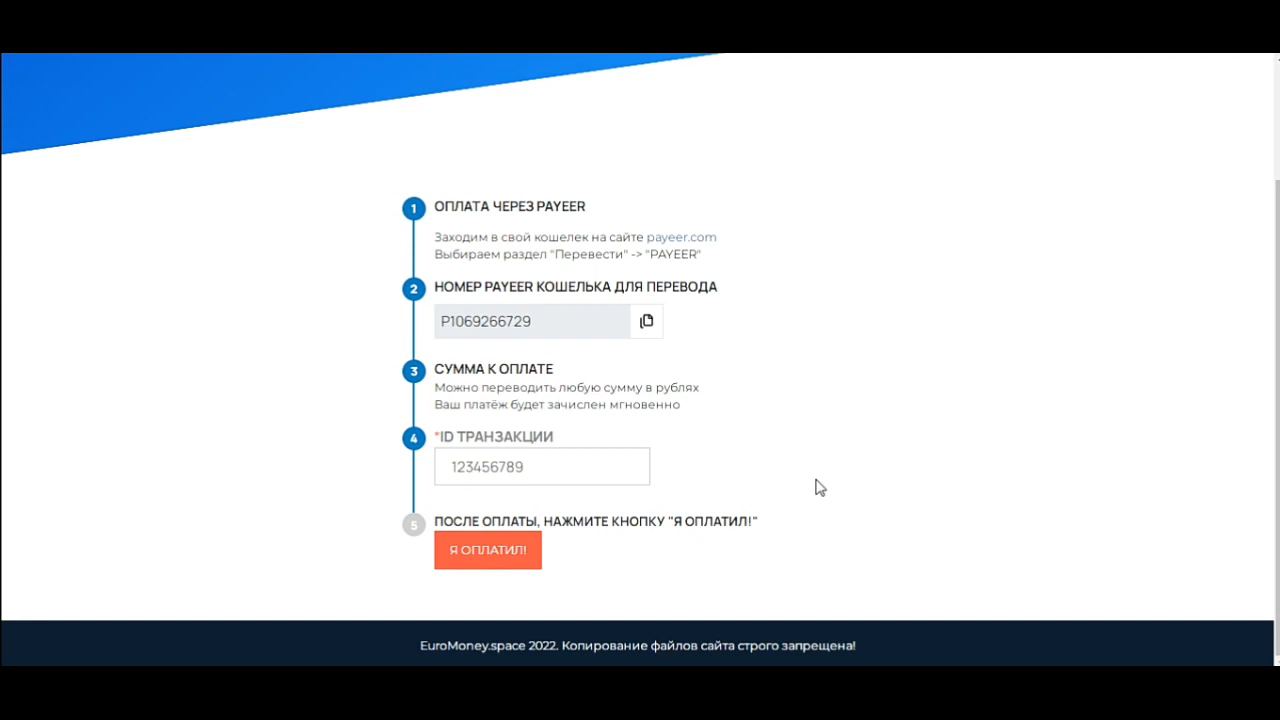 1
ОПЛАТА ЧЕРЕЗ PAYEER
Заходим в свой кошелек на сайте payeer.com
Выбираем раздел "Перевести" -> "PAYEER"
2
НОМЕР PAYEER КОШЕЛЬКА ДЛЯ ПЕРЕВОДА
P1069266729
3
СУММА К ОПЛАТЕ
Можно переводить любую сумму в рублях
Ваш платёж будет зачислен мгновенно
4
*ID ТРАНЗАКЦИИ
123456789
5
ПОСЛЕ ОПЛАТЫ, НАЖМИТЕ КНОПКУ "Я ОПЛАТИЛ!"
Я ОПЛАТИЛ!
EuroMoney.space 2022. Копирование файлов сайта строго запрещена!